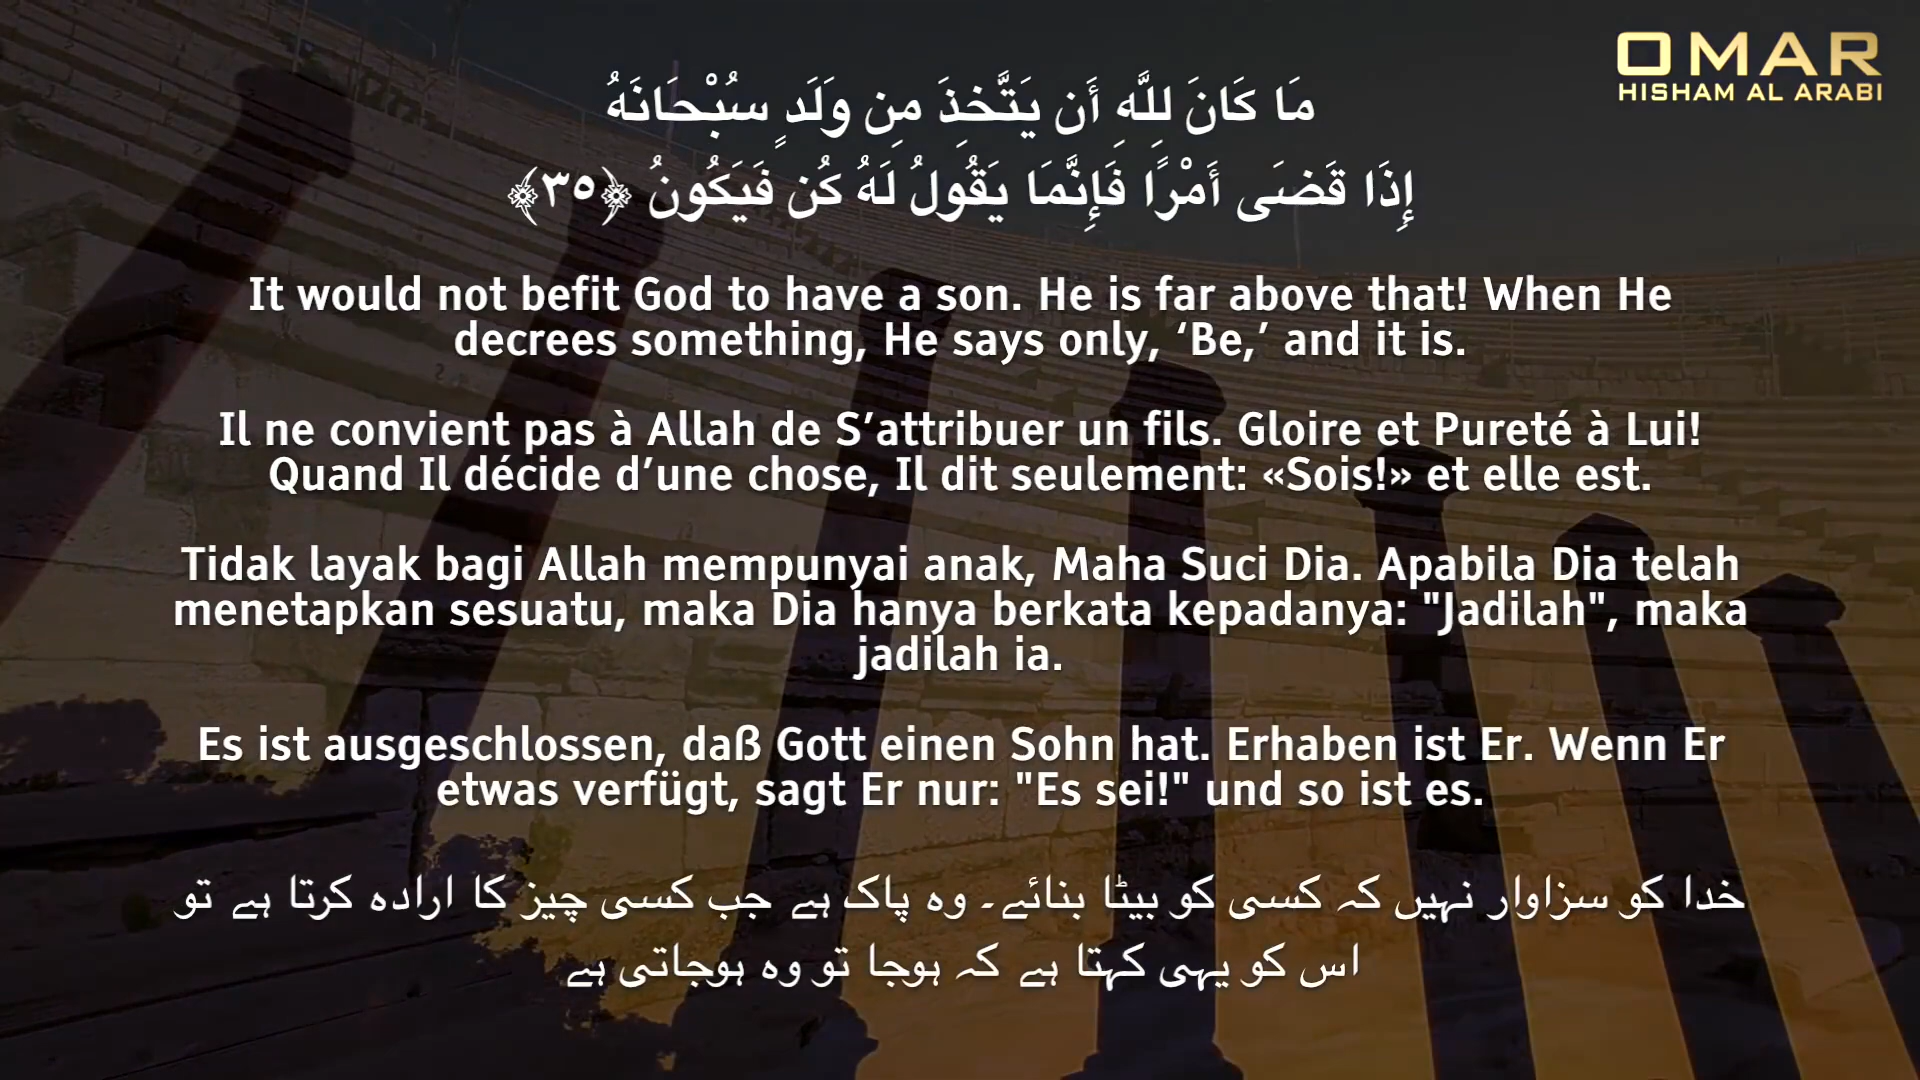 OMAR
HISHAM AL ARABI
مَا كَانَ لِلَّهِ أَن يَتَّخِذَ مِن وَلَدٍ سُبْحَانَهُ
إِذَا قَضَى أَمْرًا فَإِنَّمَا يَقُولُ لَهُ كُن فَيَكُونُ ﴿٣٥﴾
It would not befit God to have a son. He is far above that! When He
decrees something, He says only, ‘Be,’ and it is.
Il ne convient pas à Allah de S’attribuer un fils. Gloire et Pureté à Lui!
Quand Il décide d’une chose, Il dit seulement: «Sois!» et elle est.
Tidak layak bagi Allah mempunyai anak, Maha Suci Dia. Apabila Dia telah
menetapkan sesuatu, maka Dia hanya berkata kepadanya: "Jadilah", maka
jadilah ia.
Es ist ausgeschlossen, daß Gott einen Sohn hat. Erhaben ist Er. Wenn Er
etwas verfügt, sagt Er nur: "Es sei!" und so ist es.
خدا کو سزاوار نہیں کہ کسی کو بیٹا بنائے۔ وہ پاک ہے جب کسی چیز کا ارادہ کرتا ہے تو
اس کو یہی کہتا ہے کہ ہوجا تو وہ ہوجاتی ہے